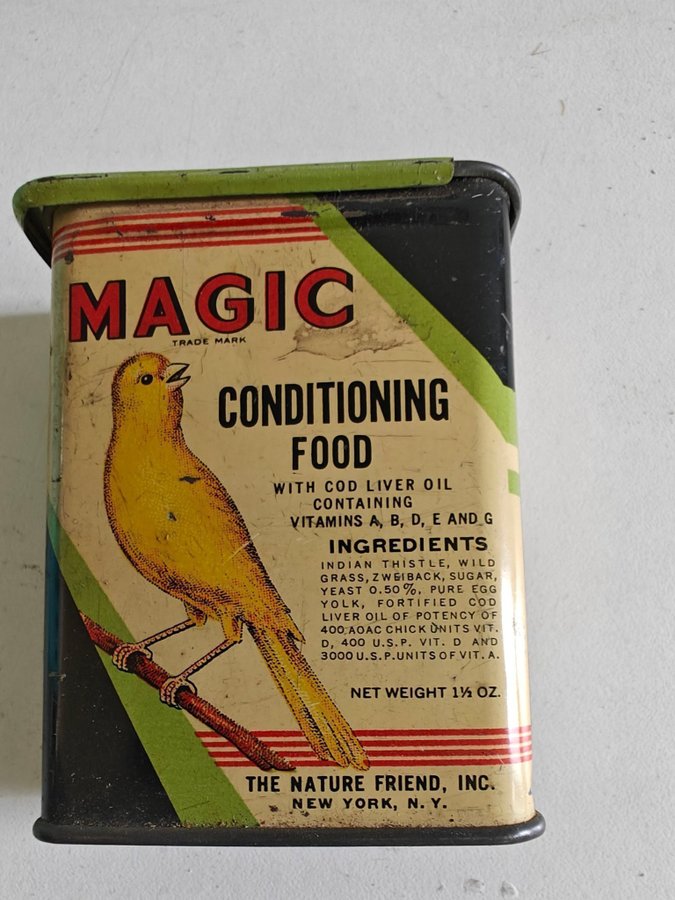 MAGIC
TRADE MARK
CONDITIONING
FOOD
WITH COD LIVER OIL
CONTAINING
VITAMINS A, B, D, E AND G
INGREDIENTS
INDIAN THISTLE, WILD
GRASS, ZWEIBACK, SUGAR,
YEAST 0.50%, PURE EGG
YOLK, FORTIFIED COD
LIVER OIL OF POTENCY OF
400 AOAC CHICK UNITS VIT.
D, 400 U.S.P. VIT. D AND
3000 U.S.P. UNITS OF VIT. A.
NET WEIGHT 1½ OZ.
THE NATURE FRIEND, INC.
NEW YORK, N. Y.